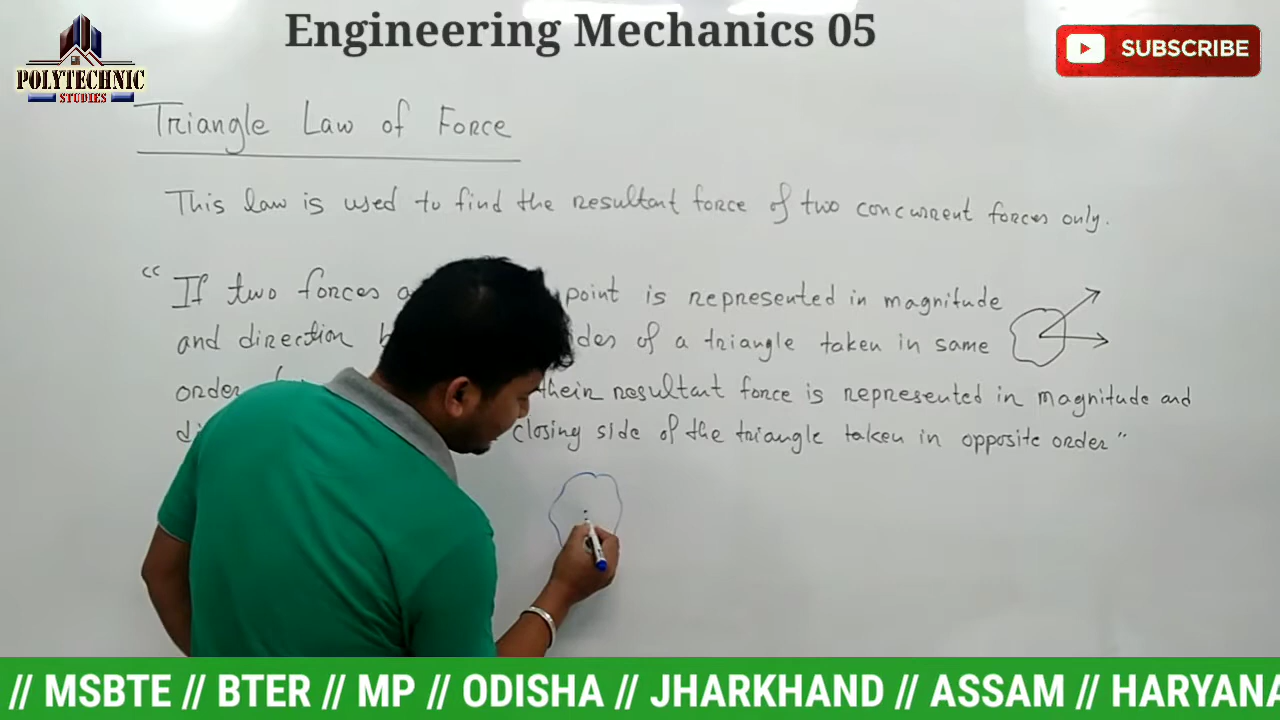 Engineering Mechanics 05
POLYTECHNIC
STUDIES
SUBSCRIBE
Triangle Law of Force
This law is used to find the resultant force of two concurrent forces only.
“ If two forces point is represented in magnitude
and direction sides of a triangle taken in same
order their resultant force is represented in magnitude and
closing side of the triangle taken in opposite order ”
// MSBTE // BTER // MP // ODISHA // JHARKHAND // ASSAM // HARYANA